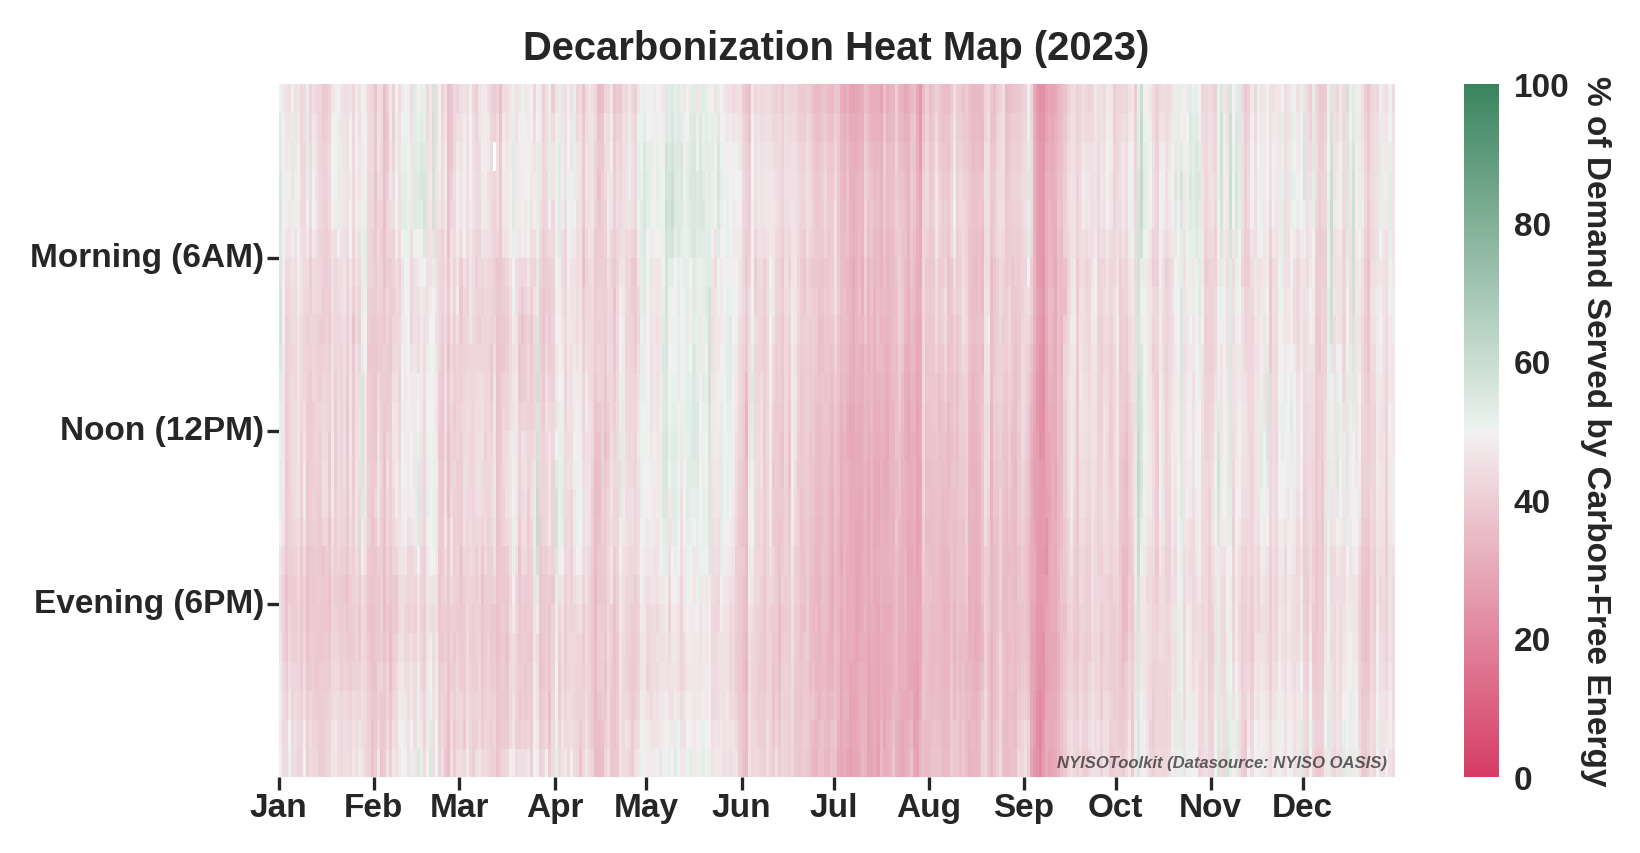 Decarbonization Heat Map (2023)
Morning (6AM)
Noon (12PM)
Evening (6PM)
Jan Feb Mar Apr May Jun Jul Aug Sep Oct Nov Dec
NYISOToolkit (Datasource: NYISO OASIS)
100
80
60
40
20
0
% of Demand Served by Carbon-Free Energy